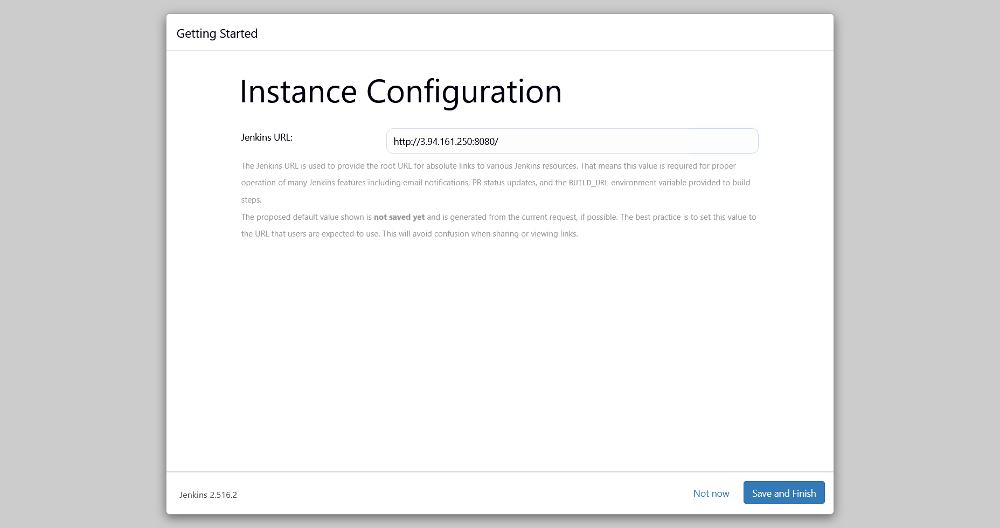 Getting Started
Instance Configuration
Jenkins URL:
http://3.94.161.250:8080/
The Jenkins URL is used to provide the root URL for absolute links to various Jenkins resources. That means this value is required for proper
operation of many Jenkins features including email notifications, PR status updates, and the BUILD_URL environment variable provided to build
steps.
The proposed default value shown is not saved yet and is generated from the current request, if possible. The best practice is to set this value to
the URL that users are expected to use. This will avoid confusion when sharing or viewing links.
Jenkins 2.516.2
Not now
Save and Finish